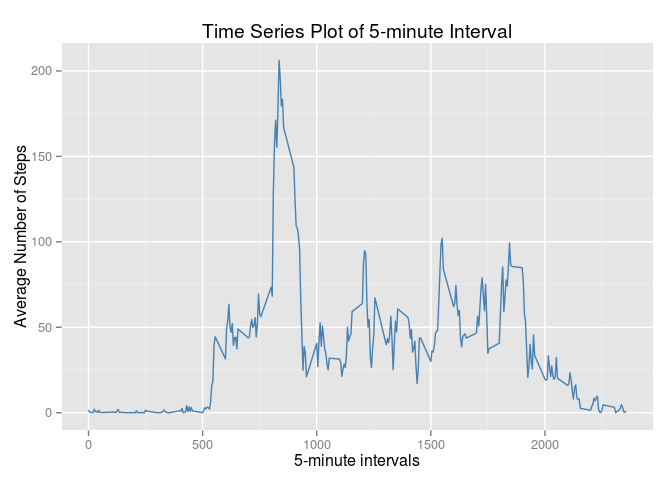 Time Series Plot of 5-minute Interval
Average Number of Steps
200
150
100
50
0
0 500 1000 1500 2000
5-minute intervals